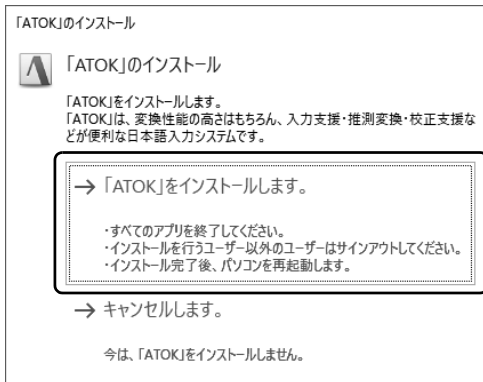 「ATOK」のインストール
「ATOK」のインストール
「ATOK」をインストールします。
「ATOK」は、変換性能の高さはもちろん、入力支援・推測変換・校正支援な
どが便利な日本語入力システムです。
→ 「ATOK」をインストールします。
・すべてのアプリを終了してください。
・インストールを行うユーザー以外のユーザーはサインアウトしてください。
・インストール完了後、パソコンを再起動します。
→ キャンセルします。
今は、「ATOK」をインストールしません。